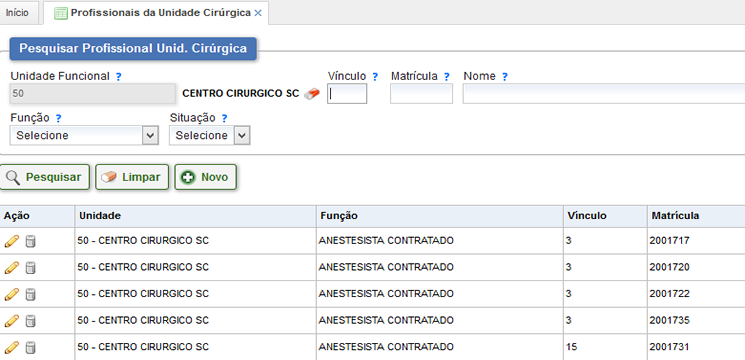 Início Profissionais da Unidade Cirúrgica
Pesquisar Profissional Unid. Cirúrgica
Unidade Funcional ? Vínculo ? Matrícula ? Nome ?
50 CENTRO CIRURGICO SC
Função ? Situação ?
Selecione Selecione
Pesquisar Limpar Novo
Ação Unidade Função Vínculo Matrícula
50 - CENTRO CIRURGICO SC ANESTESISTA CONTRATADO 3 2001717
50 - CENTRO CIRURGICO SC ANESTESISTA CONTRATADO 3 2001720
50 - CENTRO CIRURGICO SC ANESTESISTA CONTRATADO 3 2001722
50 - CENTRO CIRURGICO SC ANESTESISTA CONTRATADO 3 2001735
50 - CENTRO CIRURGICO SC ANESTESISTA CONTRATADO 15 2001731